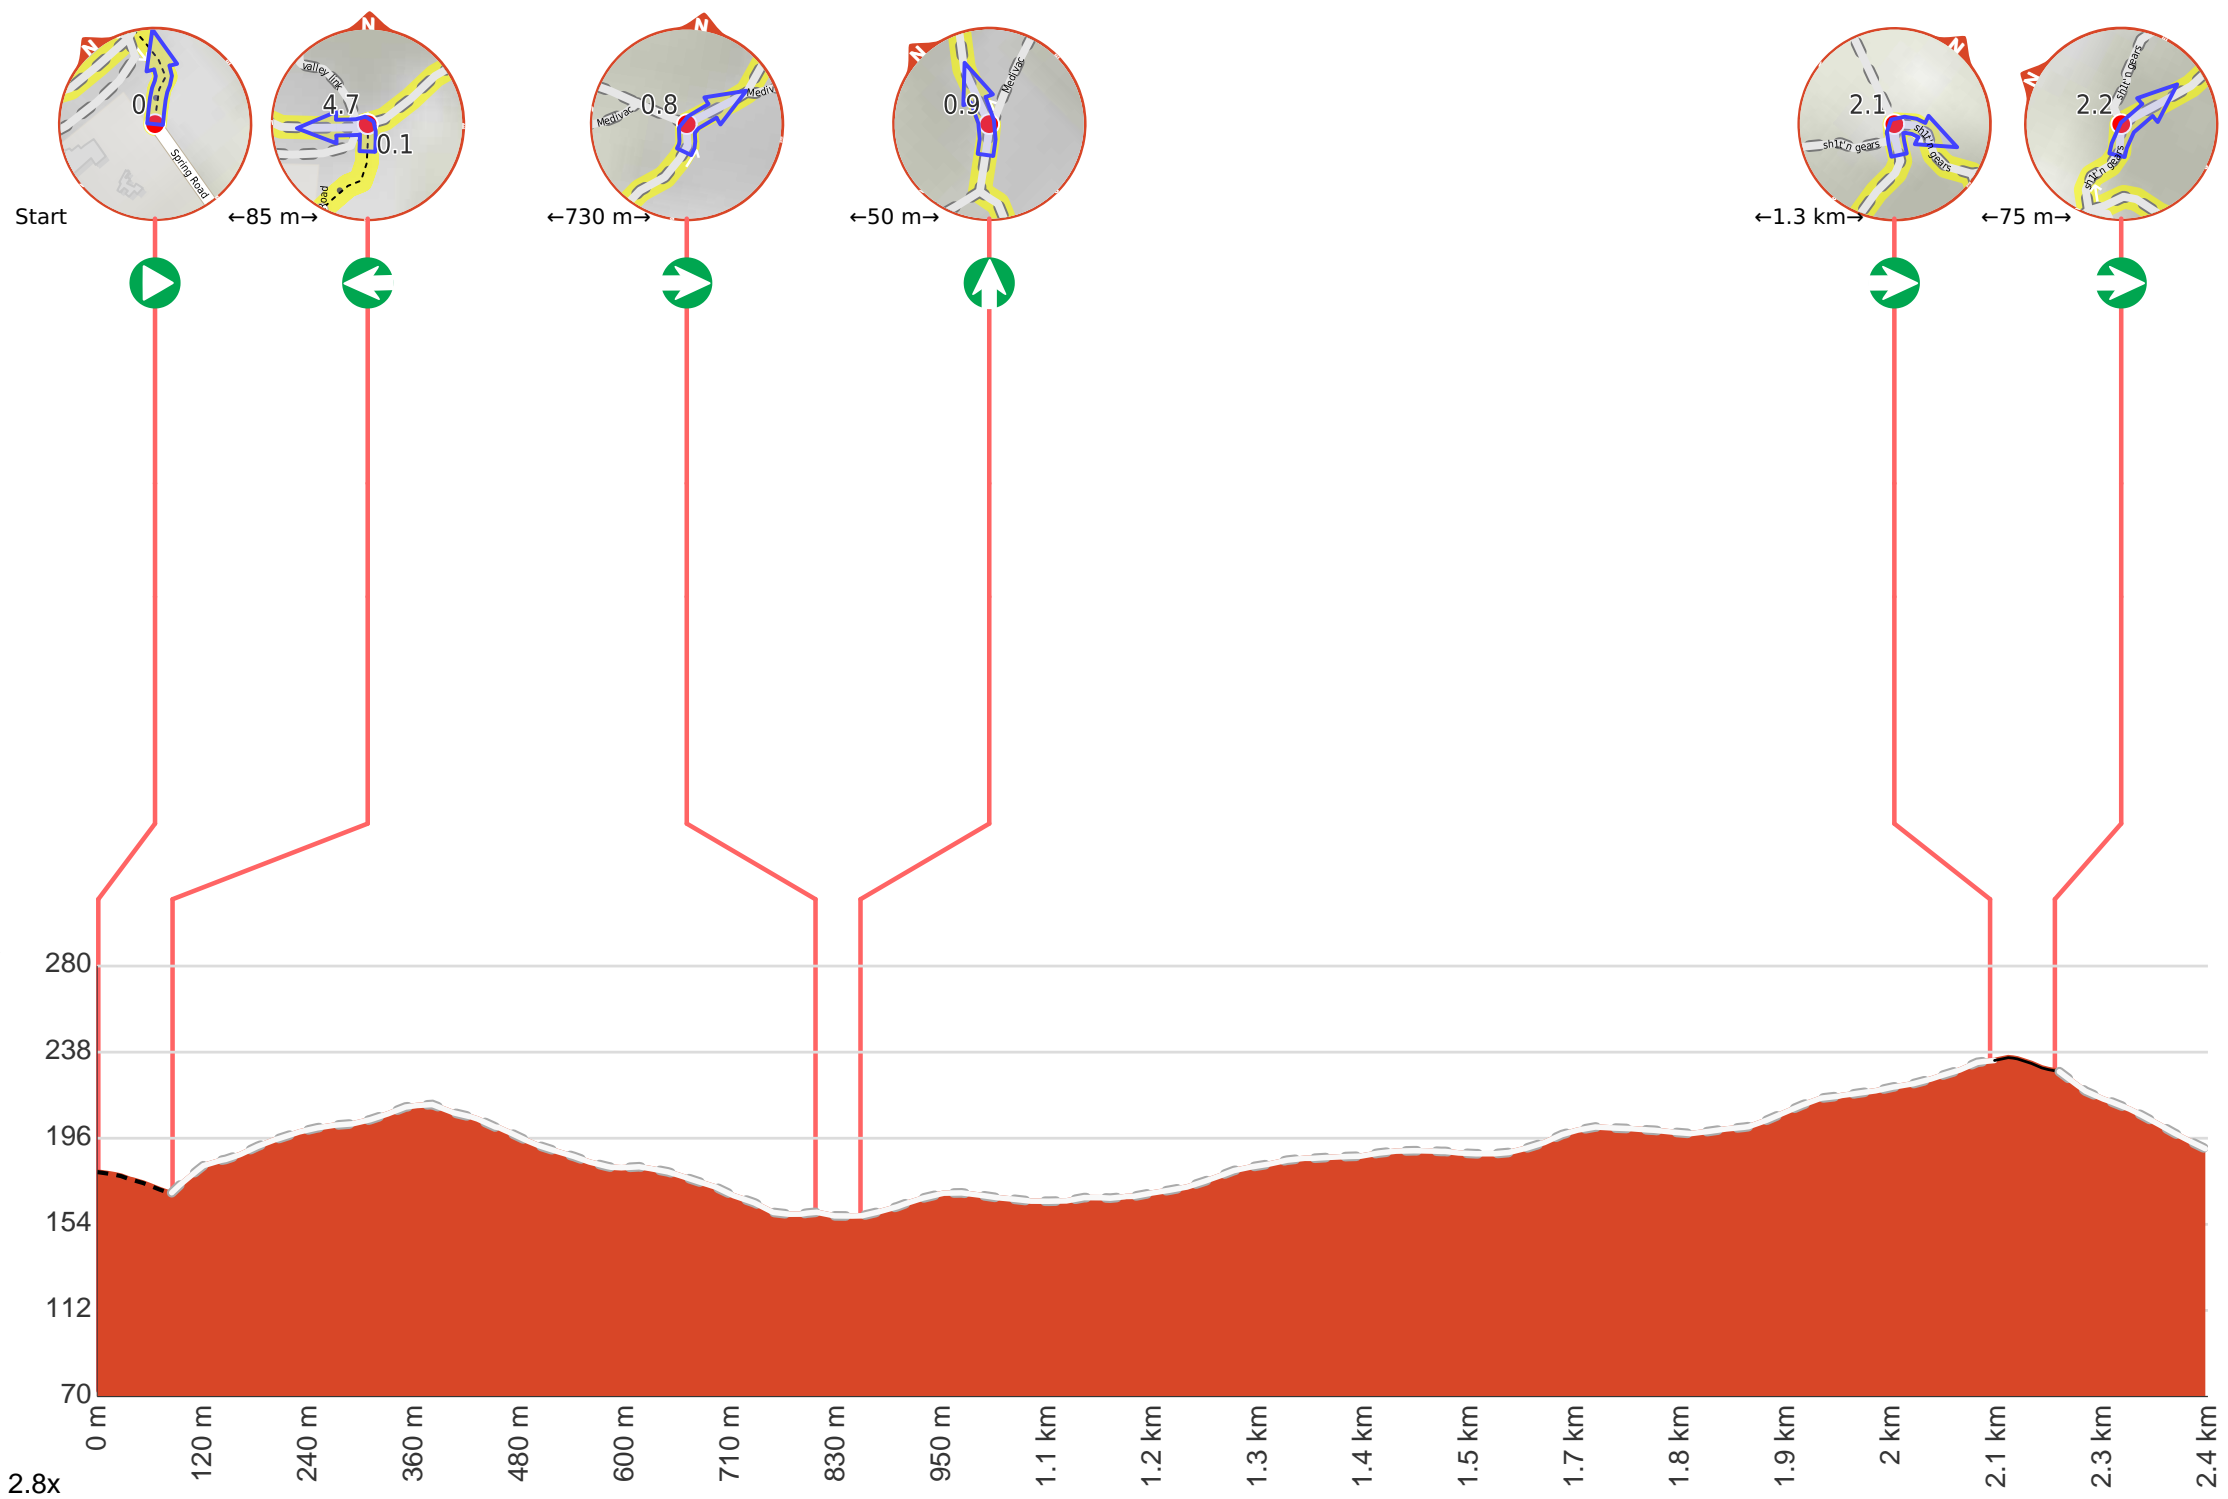 N
N
N
N
N
N
0
Spring Road
valley link
4.7
0.1
Road
0.8
Medivac
Mediv
0.9
Medivac
2.1
sh1t'n gears
sh1t'n gears
2.2
sh1t'n gears
sh1t'n gears
Start
←85 m→
←730 m→
←50 m→
←1.3 km→
←75 m→
280
238
196
154
112
70
0 m
120 m
240 m
360 m
480 m
600 m
710 m
830 m
950 m
1.1 km
1.2 km
1.3 km
1.4 km
1.5 km
1.7 km
1.8 km
1.9 km
2 km
2.1 km
2.3 km
2.4 km
2.8x